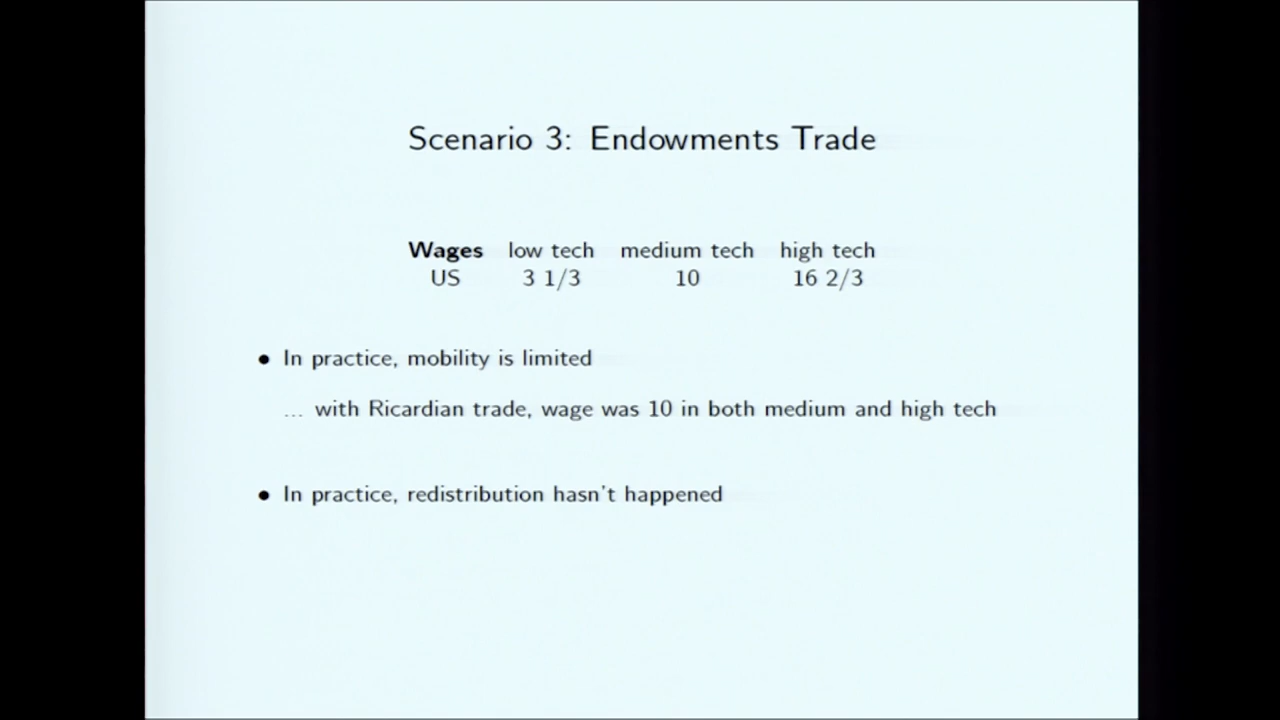 Scenario 3: Endowments Trade
Wages low tech medium tech high tech
US 3 1/3 10 16 2/3
• In practice, mobility is limited
... with Ricardian trade, wage was 10 in both medium and high tech
• In practice, redistribution hasn't happened